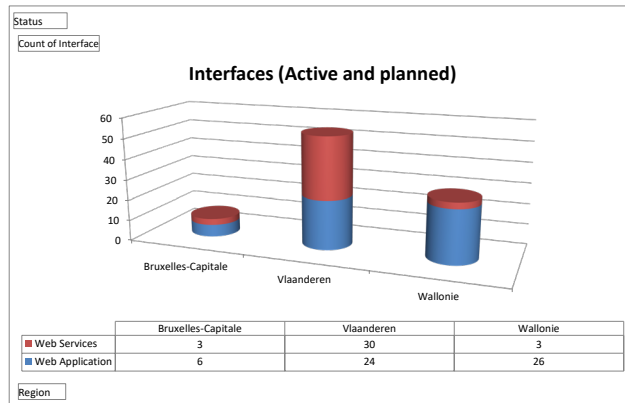 Status
Count of Interface
Interfaces (Active and planned)
60
50
40
30
20
10
0
Bruxelles-Capitale
Vlaanderen
Wallonie
Bruxelles-Capitale Vlaanderen Wallonie
Web Services 3 30 3
Web Application 6 24 26
Region